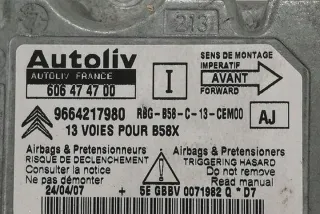 2131
Autoliv
AUTOLIV FRANCE
606 47 47 00
I
SENS DE MONTAGE
IMPERATIF
AVANT
FORWARD
9664217980
RBG-B58-C-13-CEM00
AJ
13 VOIES POUR B58X
Airbags & Pretensionneurs
RISQUE DE DECLENCHEMENT
Consulter la notice
Ne pas enlever
24/04/07
Airbags & Pretensioners
TRIGGERING HASARD
Do not remove
Read manual
+ 5E GBBV 0071982 Q * D7